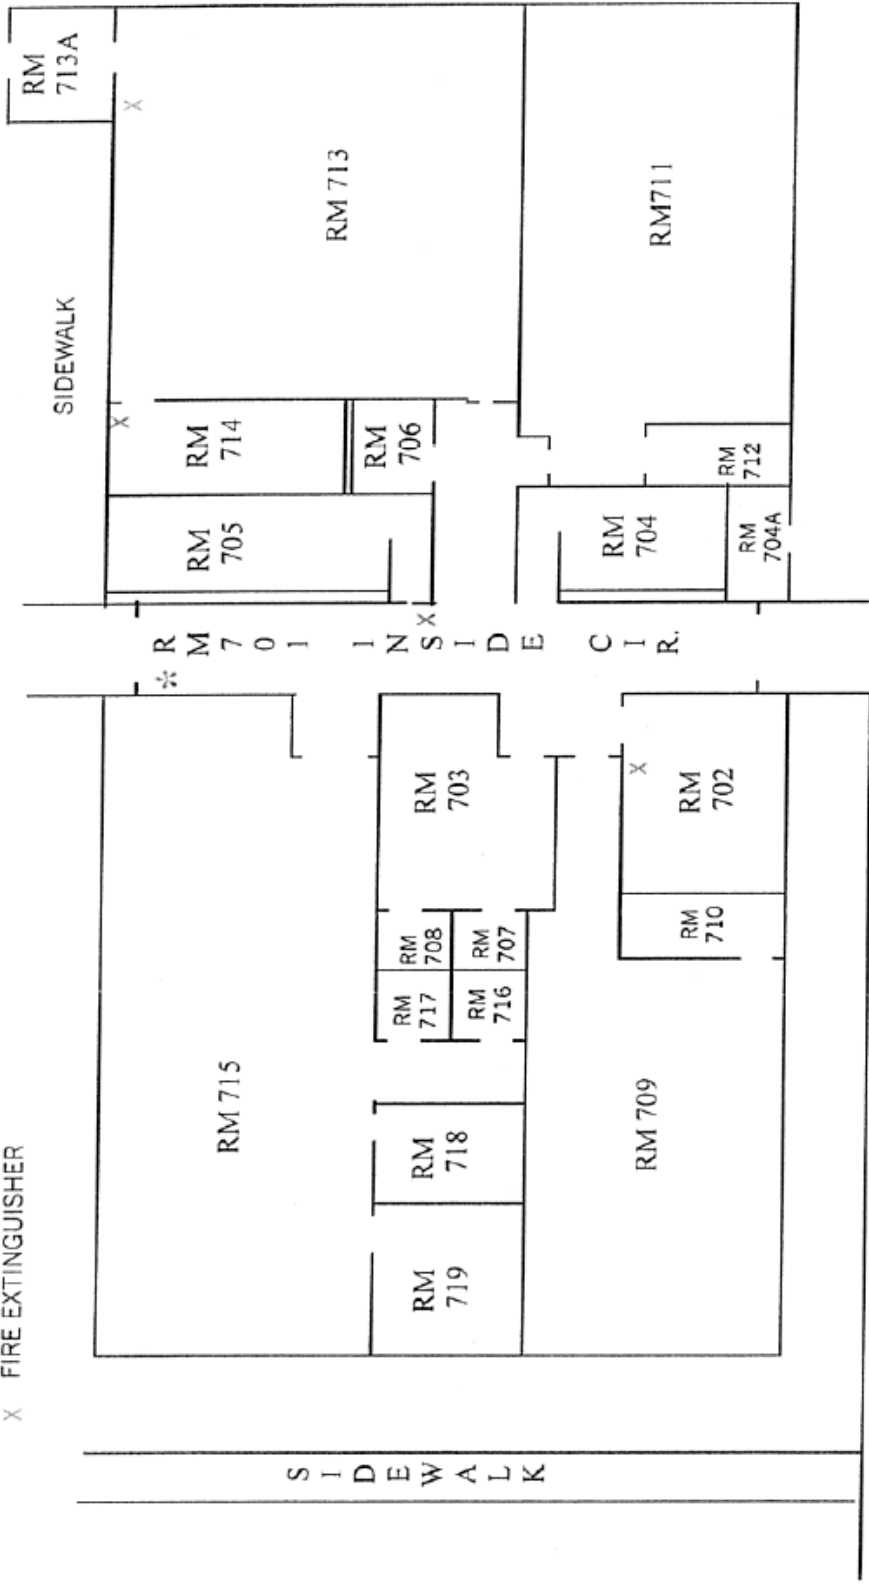 X FIRE EXTINGUISHER
SIDEWALK
RM
713A
X
RM 713
RM711
X
RM
714
RM
706
RM
712
RM
705
RM
704
RM
704A
X
RM701 INSIDE CIR.
*
RM 715
RM
703
X
RM
702
RM
708
RM
707
RM
710
RM
717
RM
716
RM
718
RM 709
RM
719
SIDEWALK